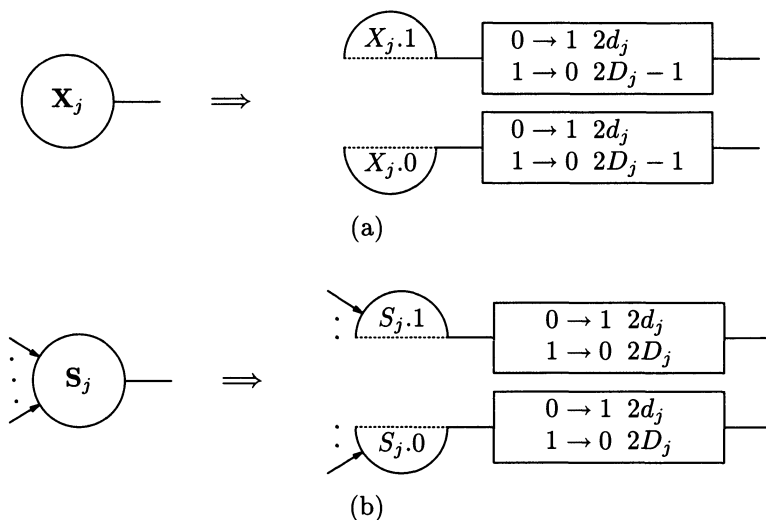 X_j ⟹ X_j.1 0 → 1 2d_j
1 → 0 2D_j − 1
X_j.0 0 → 1 2d_j
1 → 0 2D_j − 1
(a)
S_j ⟹ S_j.1 0 → 1 2d_j
1 → 0 2D_j
S_j.0 0 → 1 2d_j
1 → 0 2D_j
(b)